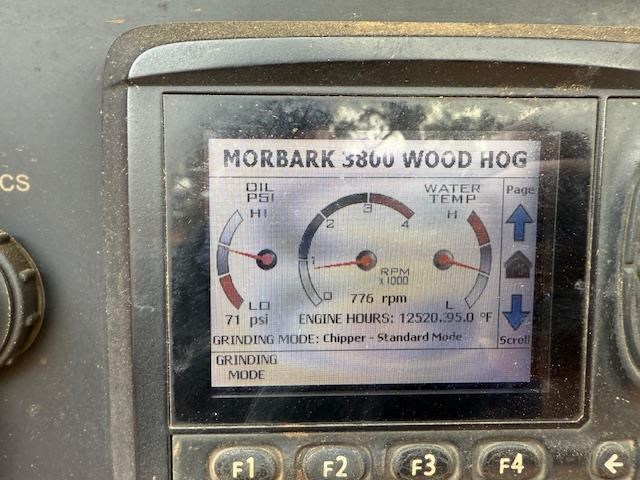 CS
MORBARK 3800 WOOD HOG
OIL
PSI
HI
LO
71 psi
0
1
2
3
4
RPM
x1000
776 rpm
WATER
TEMP
H
L
ENGINE HOURS: 12520. 95.0 °F
GRINDING MODE: Chipper - Standard Mode
GRINDING
MODE
Page
Scroll
F1 F2 F3 F4 ←